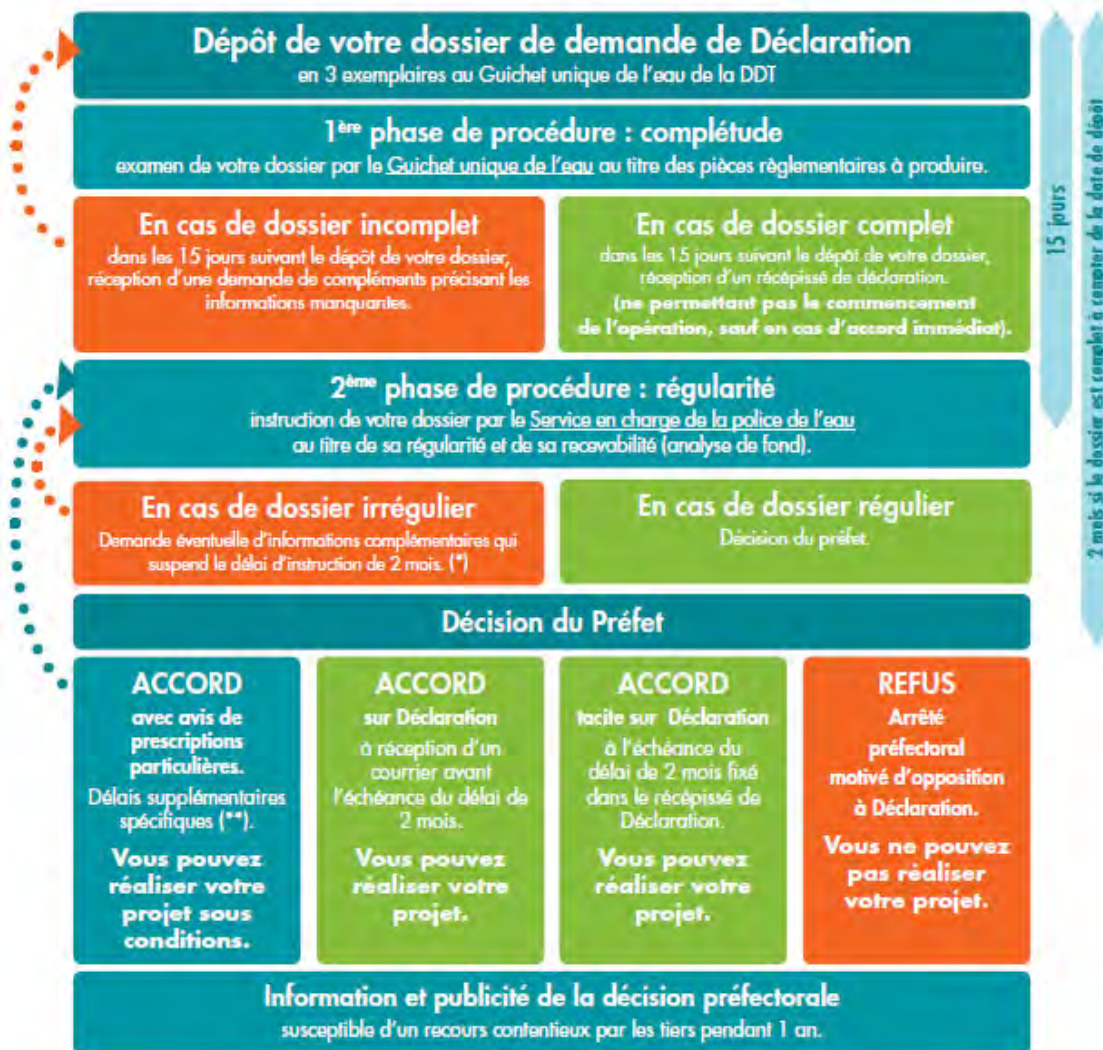 Dépôt de votre dossier de demande de Déclaration
en 3 exemplaires au Guichet unique de l'eau de la DDT
1ère phase de procédure : complétude
examen de votre dossier par le Guichet unique de l'eau au titre des pièces règlementaires à produire.
En cas de dossier incomplet
dans les 15 jours suivant le dépôt de votre dossier,
réception d'une demande de compléments précisant les
informations manquantes.
En cas de dossier complet
dans les 15 jours suivant le dépôt de votre dossier,
réception d'un récépissé de déclaration.
(ne permettant pas le commencement
de l'opération, sauf en cas d'accord immédiat).
2ème phase de procédure : régularité
instruction de votre dossier par le Service en charge de la police de l'eau
au titre de sa régularité et de sa recevabilité (analyse de fond).
En cas de dossier irrégulier
Demande éventuelle d'informations complémentaires qui
suspend le délai d'instruction de 2 mois. (*)
En cas de dossier régulier
Décision du préfet.
Décision du Préfet
ACCORD
avec avis de
prescriptions
particulières.
Délais supplémentaires
spécifiques (**).
Vous pouvez
réaliser votre
projet sous
conditions.
ACCORD
sur Déclaration
à réception d'un
courrier avant
l'échéance du délai de
2 mois.
Vous pouvez
réaliser votre
projet.
ACCORD
tacite sur Déclaration
à l'échéance du
délai de 2 mois fixé
dans le récépissé de
Déclaration.
Vous pouvez
réaliser votre
projet.
REFUS
Arrêté
préfectoral
motivé d'opposition
à Déclaration.
Vous ne pouvez
pas réaliser
votre projet.
Information et publicité de la décision préfectorale
susceptible d'un recours contentieux par les tiers pendant 1 an.
15 jours
2 mois si le dossier est complet à compter de la date de dépôt